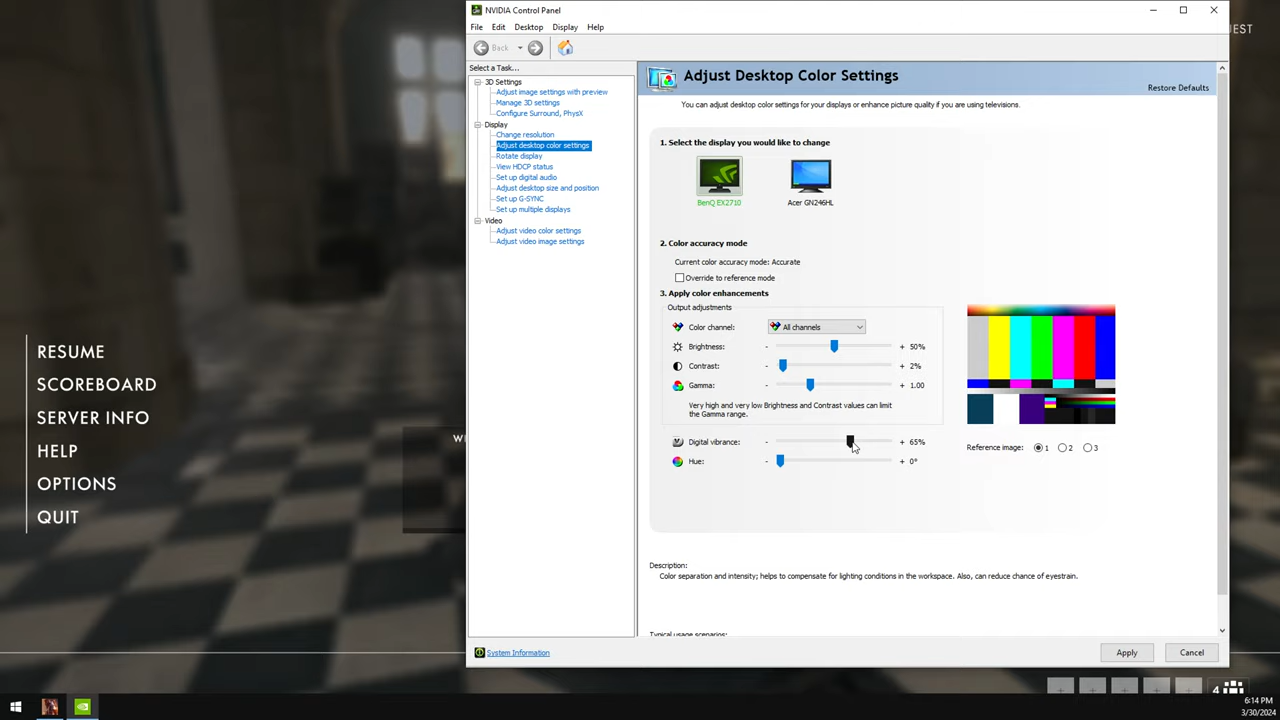 NVIDIA Control Panel
File Edit Desktop Display Help
Back
Select a Task...
3D Settings
Adjust image settings with preview
Manage 3D settings
Configure Surround, PhysX
Display
Change resolution
Adjust desktop color settings
Rotate display
View HDCP status
Set up digital audio
Adjust desktop size and position
Set up G-SYNC
Set up multiple displays
Video
Adjust video color settings
Adjust video image settings
System Information
Adjust Desktop Color Settings
Restore Defaults
You can adjust desktop color settings for your displays or enhance picture quality if you are using televisions.
1. Select the display you would like to change
BenQ EX2710
Acer GN246HL
2. Color accuracy mode
Current color accuracy mode: Accurate
Override to reference mode
3. Apply color enhancements
Output adjustments
Color channel: All channels
Brightness: - + 50%
Contrast: - + 2%
Gamma: - + 1.00
Very high and very low Brightness and Contrast values can limit
the Gamma range.
Digital vibrance: - + 65%
Hue: - + 0°
Reference image: 1 2 3
Description:
Color separation and intensity; helps to compensate for lighting conditions in the workspace. Also, can reduce chance of eyestrain.
Typical usage scenarios:
Apply Cancel
RESUME
SCOREBOARD
SERVER INFO
HELP
OPTIONS
QUIT
W
EST
4
6:14 PM
3/30/2024